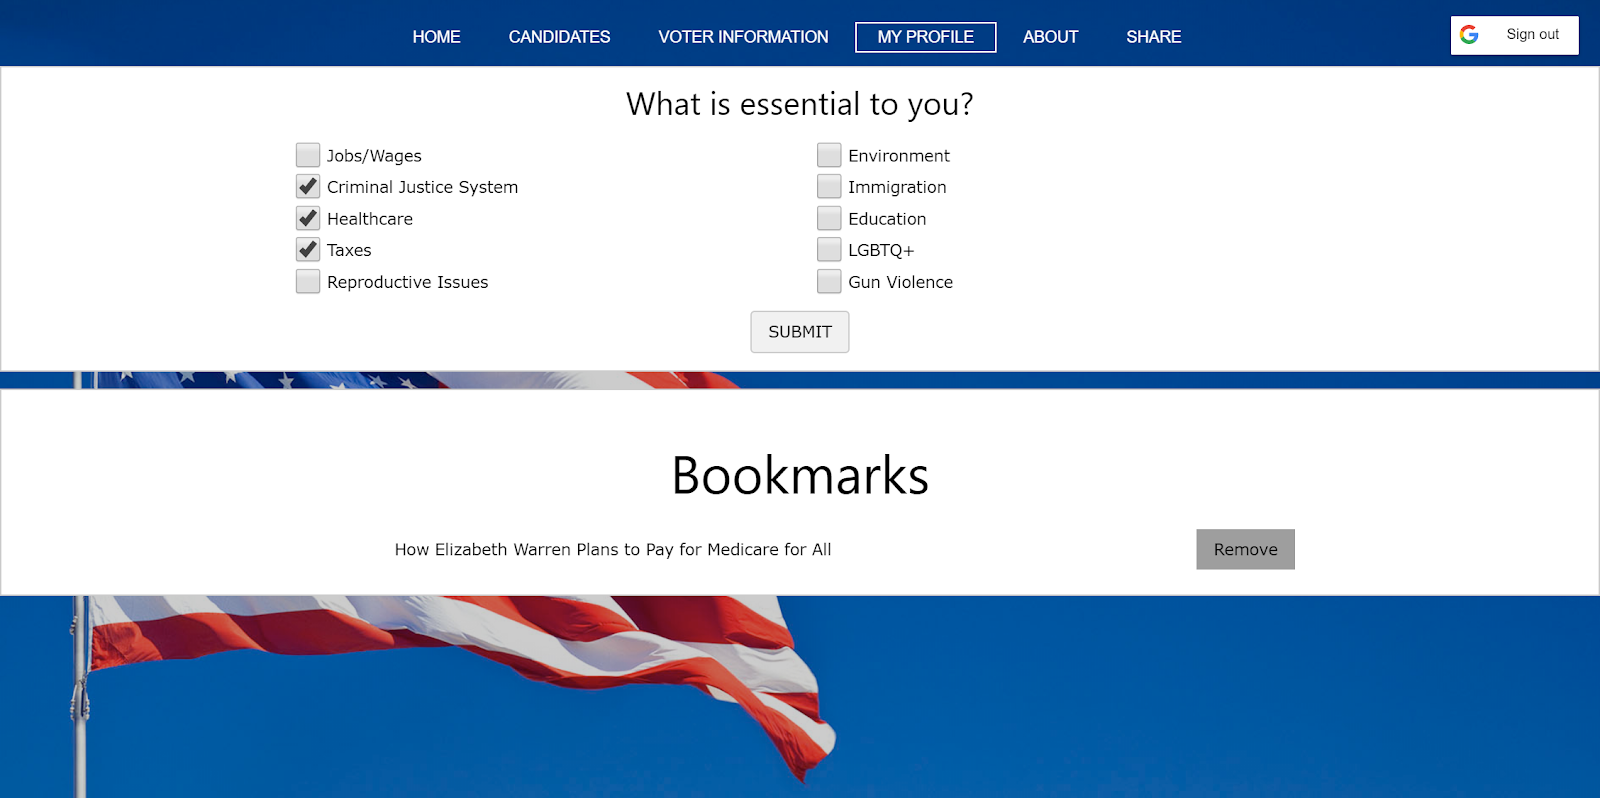 HOME CANDIDATES VOTER INFORMATION MY PROFILE ABOUT SHARE Sign out
What is essential to you?
Jobs/Wages Environment
Criminal Justice System Immigration
Healthcare Education
Taxes LGBTQ+
Reproductive Issues Gun Violence
SUBMIT
Bookmarks
How Elizabeth Warren Plans to Pay for Medicare for All Remove